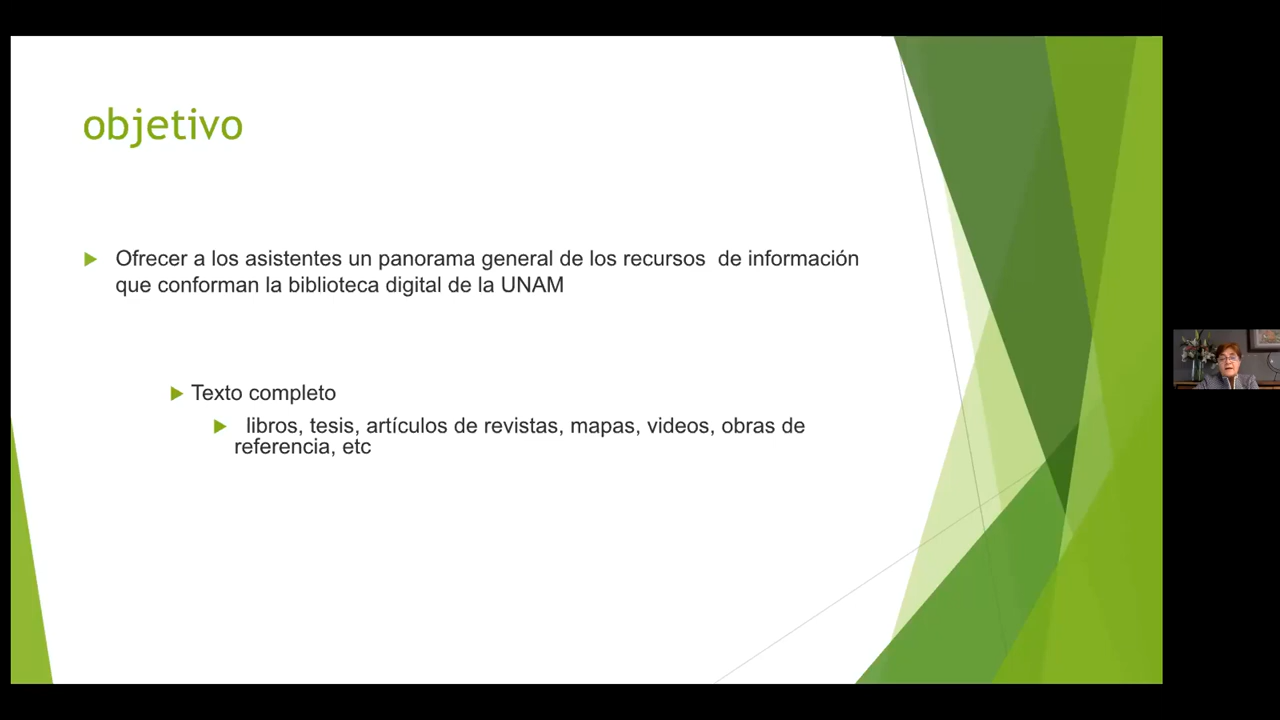 objetivo
Ofrecer a los asistentes un panorama general de los recursos  de información
que conforman la biblioteca digital de la UNAM
Texto completo
libros, tesis, artículos de revistas, mapas, videos, obras de
referencia, etc